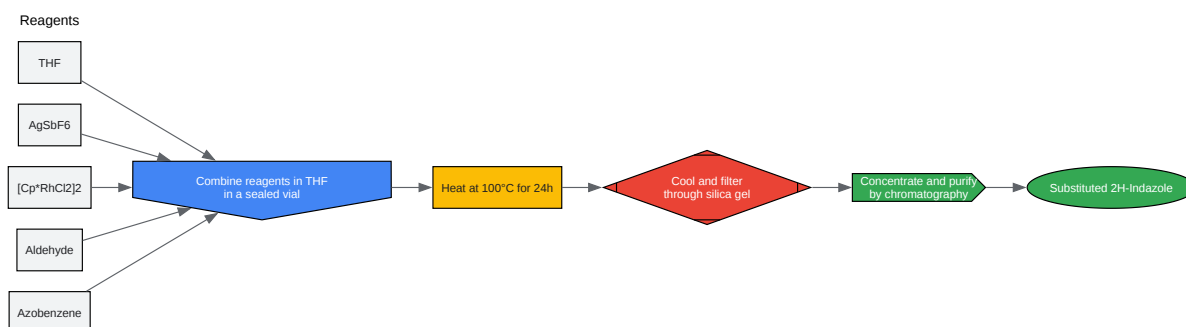 Reagents
THF
AgSbF6
[Cp*RhCl2]2
Aldehyde
Azobenzene
Combine reagents in THF
in a sealed vial
Heat at 100°C for 24h
Cool and filter
through silica gel
Concentrate and purify
by chromatography
Substituted 2H-Indazole